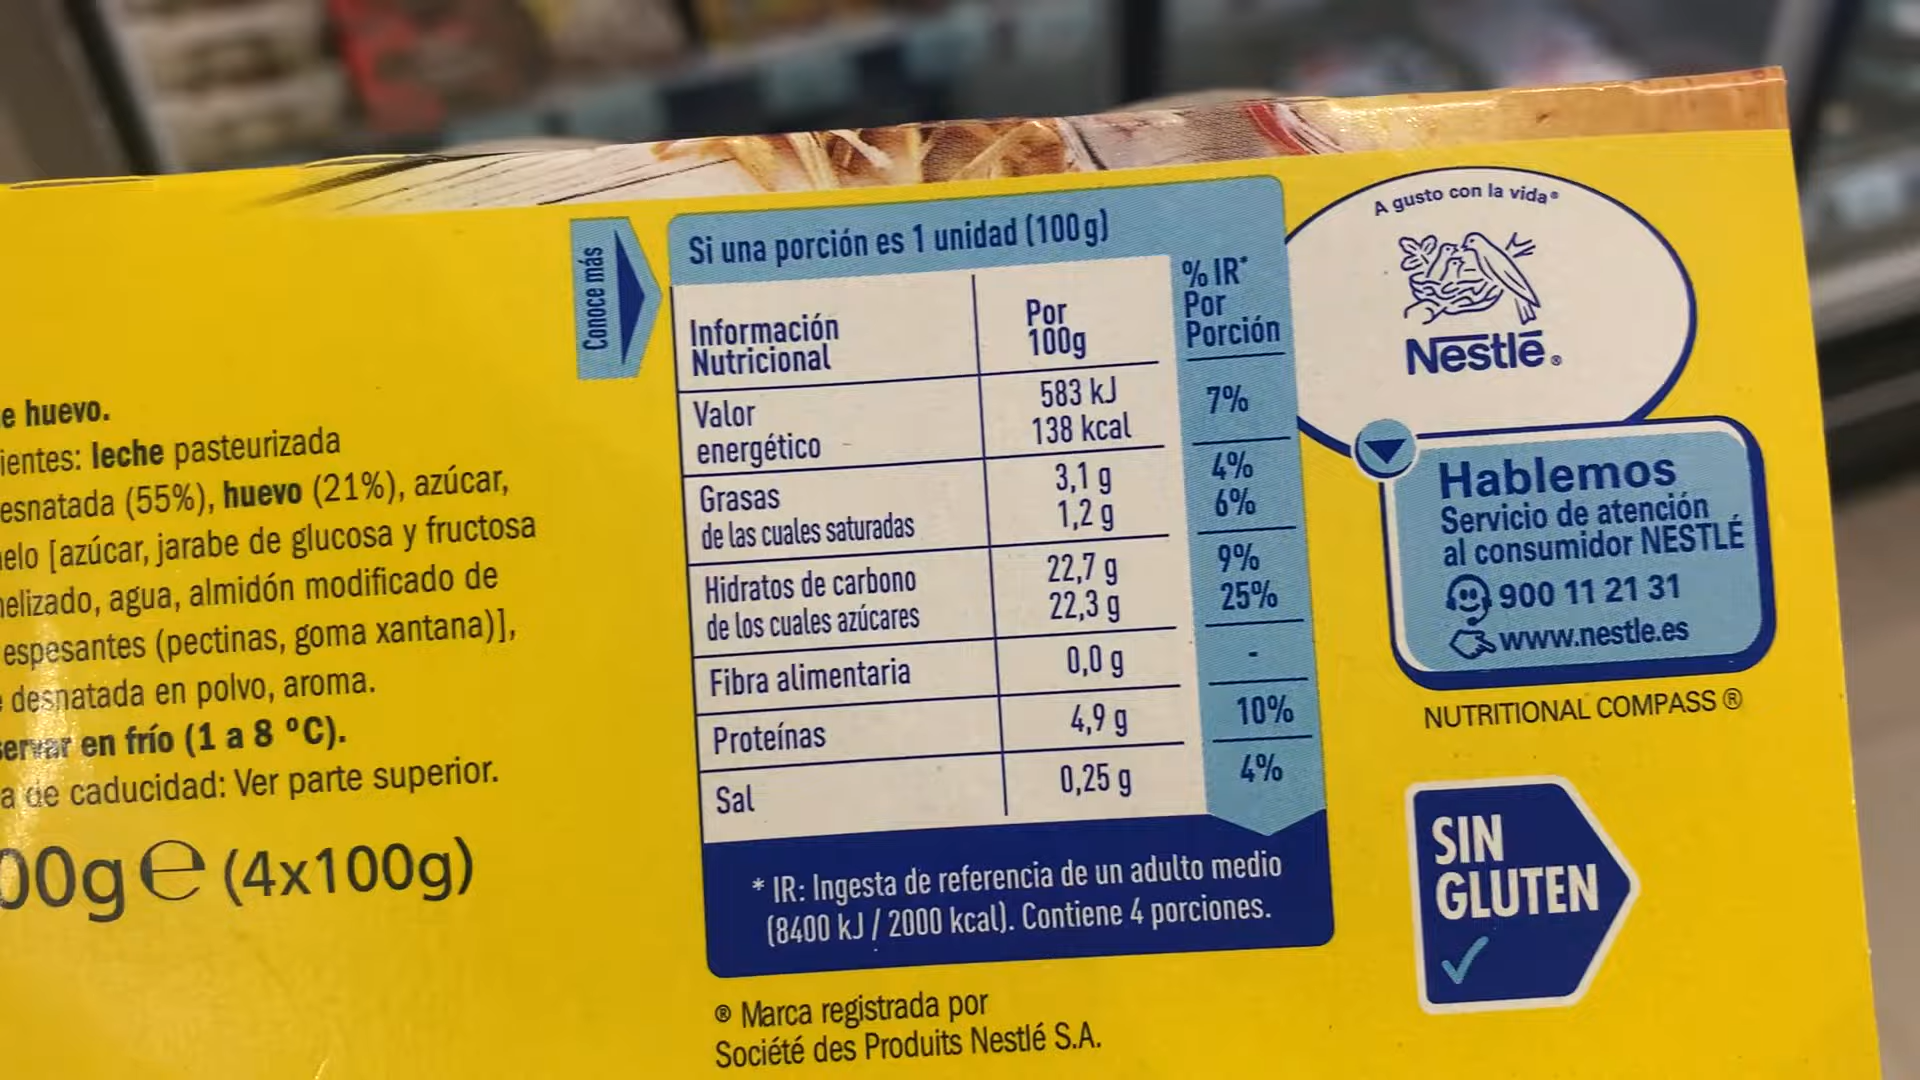 e huevo.
ientes: leche pasteurizada
esnatada (55%), huevo (21%), azúcar,
elo [azúcar, jarabe de glucosa y fructosa
elizado, agua, almidón modificado de
espesantes (pectinas, goma xantana)],
desnatada en polvo, aroma.
servar en frío (1 a 8 °C).
a de caducidad: Ver parte superior.
00g e (4x100g)
Conoce más
Si una porción es 1 unidad (100g)
Información Nutricional
Por 100g
% IR* Por Porción
Valor energético 583 kJ 138 kcal 7%
Grasas 3,1 g 4%
de las cuales saturadas 1,2 g 6%
Hidratos de carbono 22,7 g 9%
de los cuales azúcares 22,3 g 25%
Fibra alimentaria 0,0 g -
Proteínas 4,9 g 10%
Sal 0,25 g 4%
* IR: Ingesta de referencia de un adulto medio
(8400 kJ / 2000 kcal). Contiene 4 porciones.
® Marca registrada por
Société des Produits Nestlé S.A.
A gusto con la vida®
Nestlé®
Hablemos
Servicio de atención
al consumidor NESTLÉ
900 11 21 31
www.nestle.es
NUTRITIONAL COMPASS ®
SIN
GLUTEN